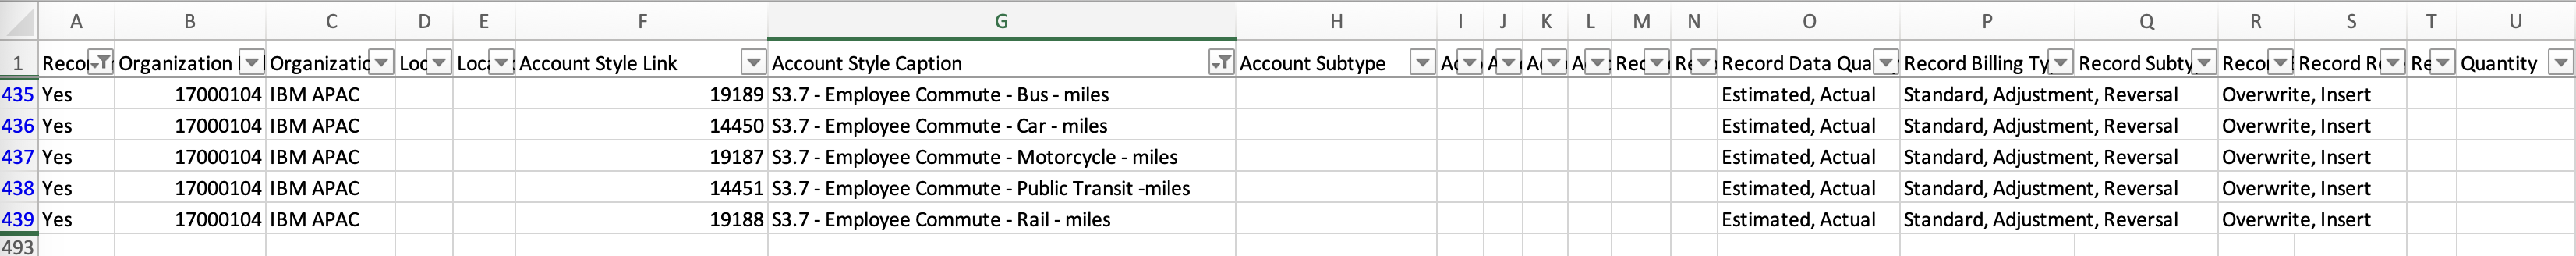 A B C D E F G H I J K L M N O P Q R S T U
1 Recor Organization Organizatic Loc Loca Account Style Link Account Style Caption Account Subtype Ac A Ac A Rec Re Record Data Qua Record Billing Ty Record Subty Recor Record R Re Quantity
435 Yes 17000104 IBM APAC 19189 S3.7 - Employee Commute - Bus - miles Estimated, Actual Standard, Adjustment, Reversal Overwrite, Insert
436 Yes 17000104 IBM APAC 14450 S3.7 - Employee Commute - Car - miles Estimated, Actual Standard, Adjustment, Reversal Overwrite, Insert
437 Yes 17000104 IBM APAC 19187 S3.7 - Employee Commute - Motorcycle - miles Estimated, Actual Standard, Adjustment, Reversal Overwrite, Insert
438 Yes 17000104 IBM APAC 14451 S3.7 - Employee Commute - Public Transit -miles Estimated, Actual Standard, Adjustment, Reversal Overwrite, Insert
439 Yes 17000104 IBM APAC 19188 S3.7 - Employee Commute - Rail - miles Estimated, Actual Standard, Adjustment, Reversal Overwrite, Insert
493